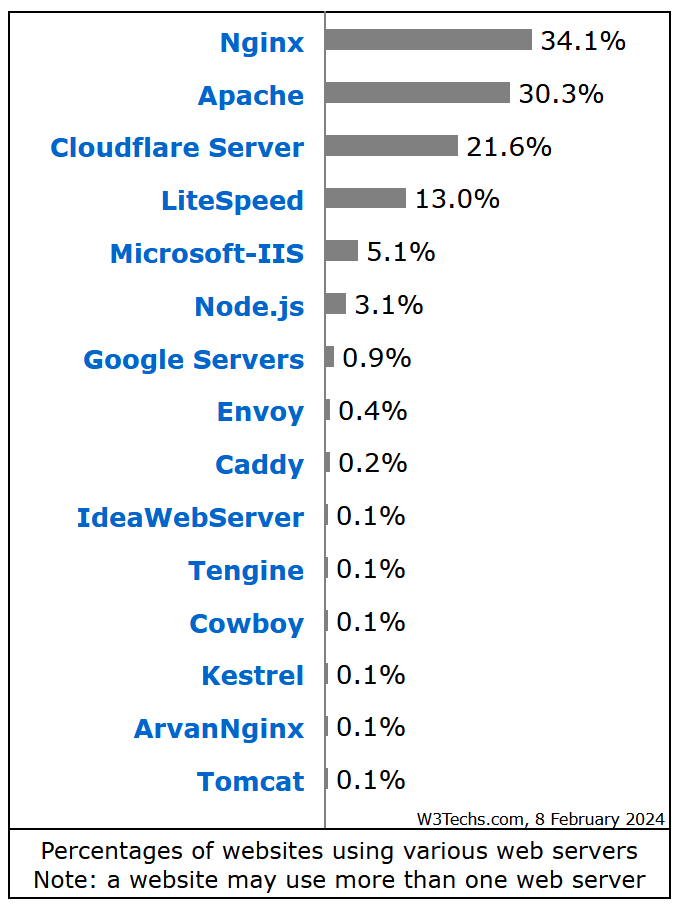 Nginx 34.1%
Apache 30.3%
Cloudflare Server 21.6%
LiteSpeed 13.0%
Microsoft-IIS 5.1%
Node.js 3.1%
Google Servers 0.9%
Envoy 0.4%
Caddy 0.2%
IdeaWebServer 0.1%
Tengine 0.1%
Cowboy 0.1%
Kestrel 0.1%
ArvanNginx 0.1%
Tomcat 0.1%
W3Techs.com, 8 February 2024
Percentages of websites using various web servers
Note: a website may use more than one web server